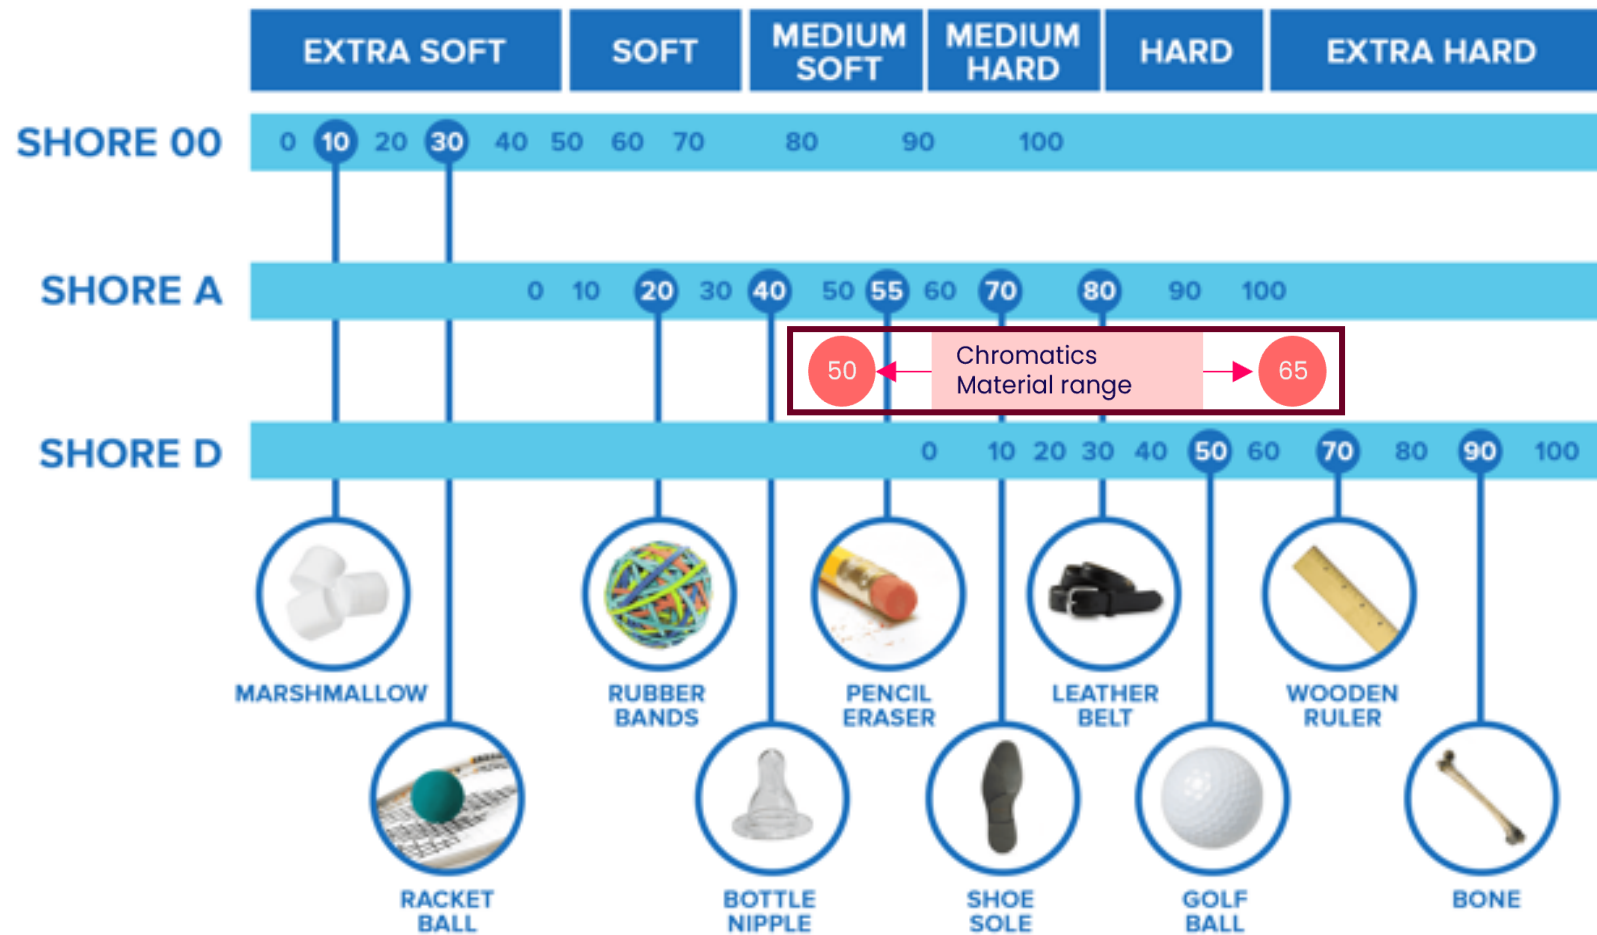 EXTRA SOFT
SOFT
MEDIUM
SOFT
MEDIUM
HARD
HARD
EXTRA HARD
SHORE 00
0 10 20 30 40 50 60 70 80 90 100
SHORE A
0 10 20 30 40 50 55 60 70 80 90 100
50
Chromatics
Material range
65
SHORE D
0 10 20 30 40 50 60 70 80 90 100
MARSHMALLOW
RUBBER
BANDS
PENCIL
ERASER
LEATHER
BELT
WOODEN
RULER
RACKET
BALL
BOTTLE
NIPPLE
SHOE
SOLE
GOLF
BALL
BONE